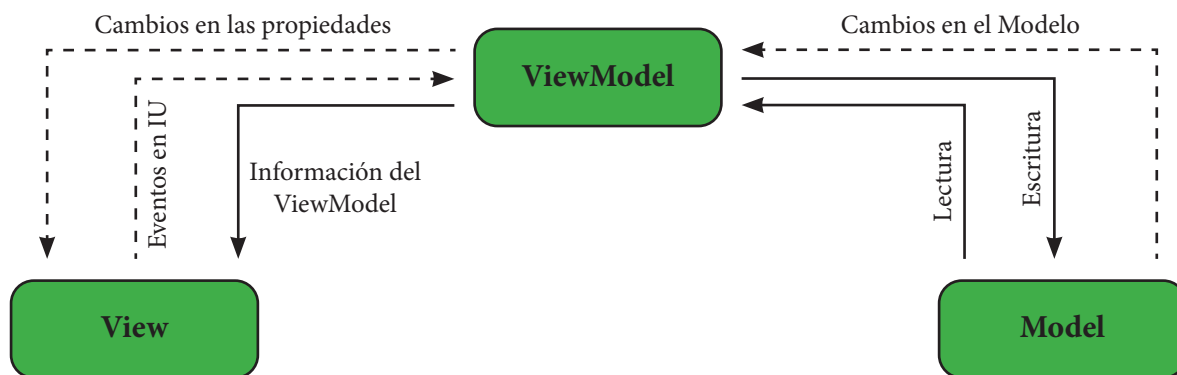 Cambios en las propiedades
Cambios en el Modelo
ViewModel
Eventos en IU
Información del
ViewModel
Lectura
Escritura
View
Model